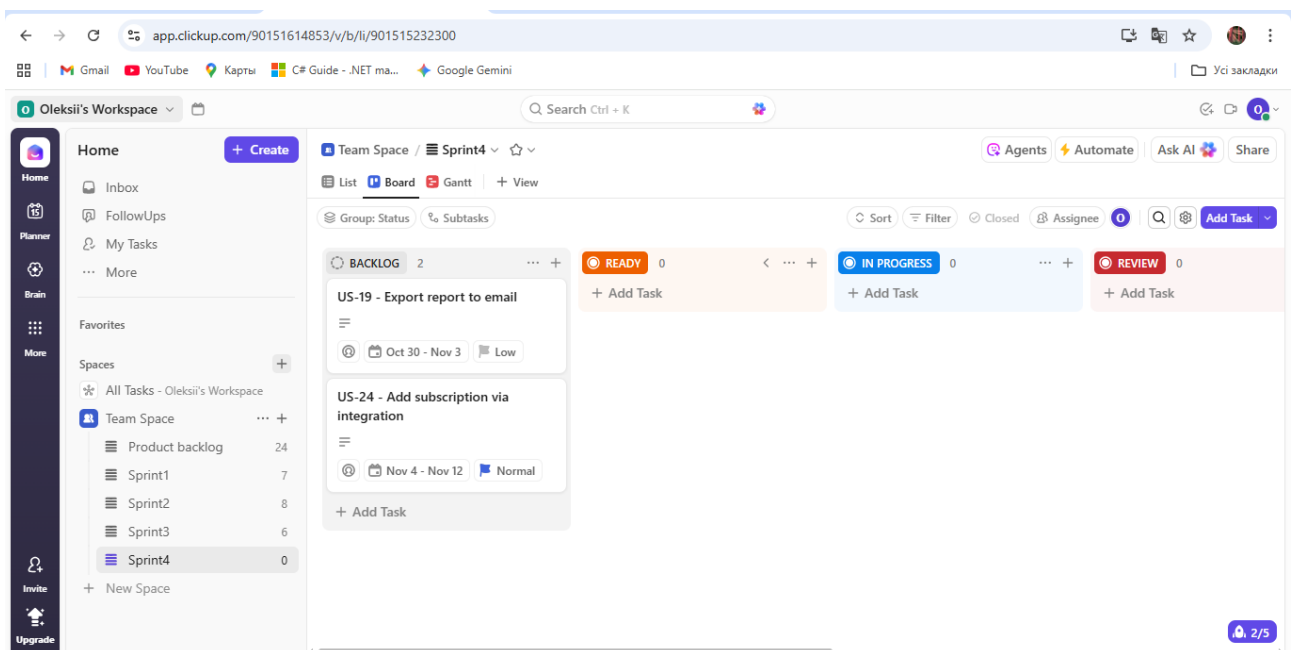 app.clickup.com/90151614853/v/b/li/901515232300
Gmail YouTube Карты C# Guide - .NET ma... Google Gemini Усі закладки
O Oleksii's Workspace Search Ctrl + K O
Home
Planner 15
Brain
More
Invite
Upgrade
Home + Create
Inbox
FollowUps
My Tasks
More
Favorites
Spaces
All Tasks - Oleksii's Workspace
Team Space
Product backlog 24
Sprint1 7
Sprint2 8
Sprint3 6
Sprint4 0
+ New Space
Team Space / Sprint4 Agents Automate Ask AI Share
List Board Gantt + View
Group: Status Subtasks Sort Filter Closed Assignee O Add Task
BACKLOG 2
US-19 - Export report to email
Oct 30 - Nov 3 Low
US-24 - Add subscription via
integration
Nov 4 - Nov 12 Normal
+ Add Task
READY 0
+ Add Task
IN PROGRESS 0
+ Add Task
REVIEW 0
+ Add Task
2/5